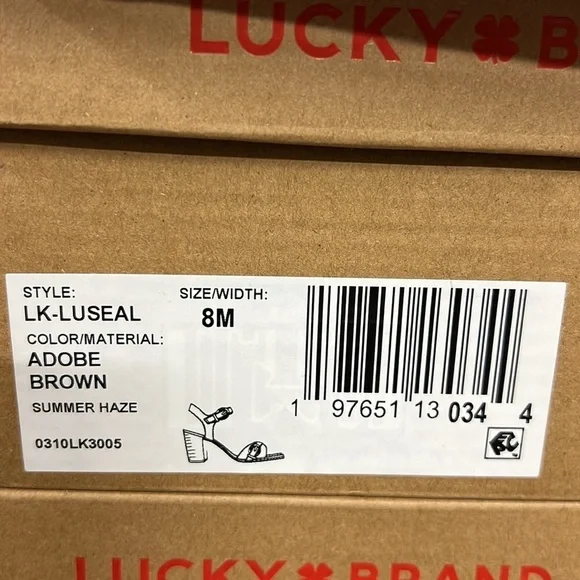 LUCKY B
STYLE: SIZE/WIDTH:
LK-LUSEAL 8M
COLOR/MATERIAL:
ADOBE
BROWN
SUMMER HAZE
0310LK3005
1 97651 13 034 4
LUCKY BRAND